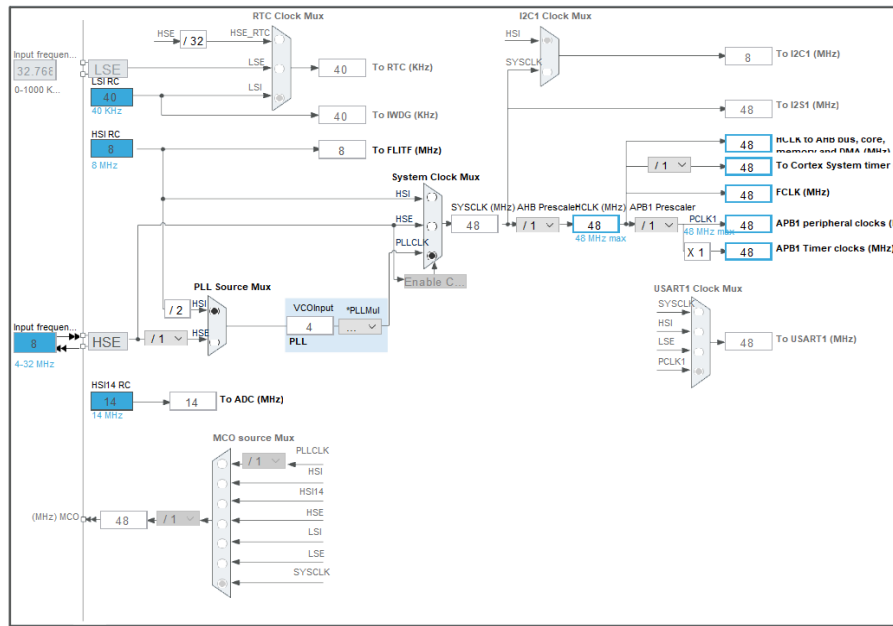 RTC Clock Mux
I2C1 Clock Mux
HSE
/ 32
HSE_RTC
HSI
Input frequen...
32.768
0-1000 K...
LSE
LSE
40
To RTC (KHz)
SYSCLK
8
To I2C1 (MHz)
LSI RC
40
40 KHz
LSI
40
To IWDG (KHz)
48
To I2S1 (MHz)
HSI RC
8
8 MHz
8
To FLITF (MHz)
48
HCLK to AHB bus, core,
memory and DMA (MHz)
/ 1
48
To Cortex System timer
System Clock Mux
HSI
48
FCLK (MHz)
SYSCLK (MHz)
AHB Prescale
HCLK (MHz)
APB1 Prescaler
HSE
48
/ 1
48
48 MHz max
/ 1
PCLK1
48 MHz max
48
APB1 peripheral clocks (
PLLCLK
X 1
48
APB1 Timer clocks (MHz)
Enable C...
PLL Source Mux
USART1 Clock Mux
/ 2
HSI
VCOInput
*PLLMul
4
...
PLL
SYSCLK
HSI
LSE
PCLK1
48
To USART1 (MHz)
Input frequen...
8
4-32 MHz
HSE
/ 1
HSE
HSI14 RC
14
14 MHz
14
To ADC (MHz)
MCO source Mux
PLLCLK
/ 1
HSI
HSI14
(MHz) MCO
48
/ 1
HSE
LSI
LSE
SYSCLK